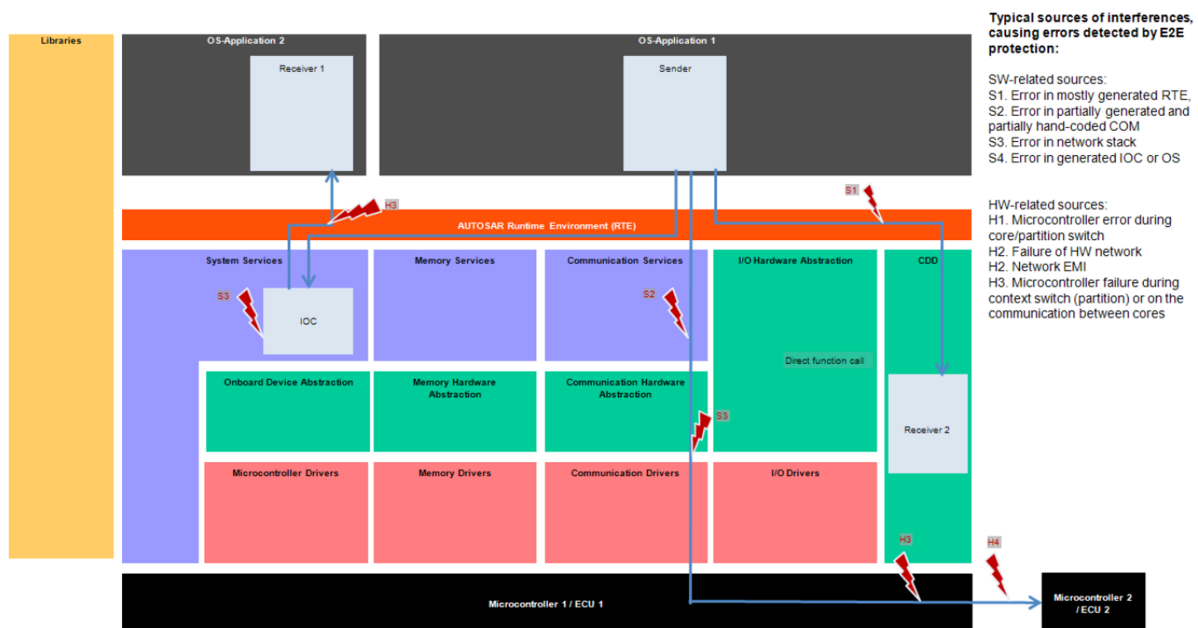 Libraries
OS-Application 2
Receiver 1
OS-Application 1
Sender
Typical sources of interferences,
causing errors detected by E2E
protection:
SW-related sources:
S1. Error in mostly generated RTE,
S2. Error in partially generated and
partially hand-coded COM
S3. Error in network stack
S4. Error in generated IOC or OS
HW-related sources:
H1. Microcontroller error during
core/partition switch
H2. Failure of HW network
H2. Network EMI
H3. Microcontroller failure during
context switch (partition) or on the
communication between cores
H3
S1
AUTOSAR Runtime Environment (RTE)
System Services
Memory Services
Communication Services
I/O Hardware Abstraction
CDD
S3
IOC
S2
Direct function call
Onboard Device Abstraction
Memory Hardware
Abstraction
Communication Hardware
Abstraction
S3
Receiver 2
Microcontroller Drivers
Memory Drivers
Communication Drivers
I/O Drivers
H3
H4
Microcontroller 1 / ECU 1
Microcontroller 2
/ ECU 2